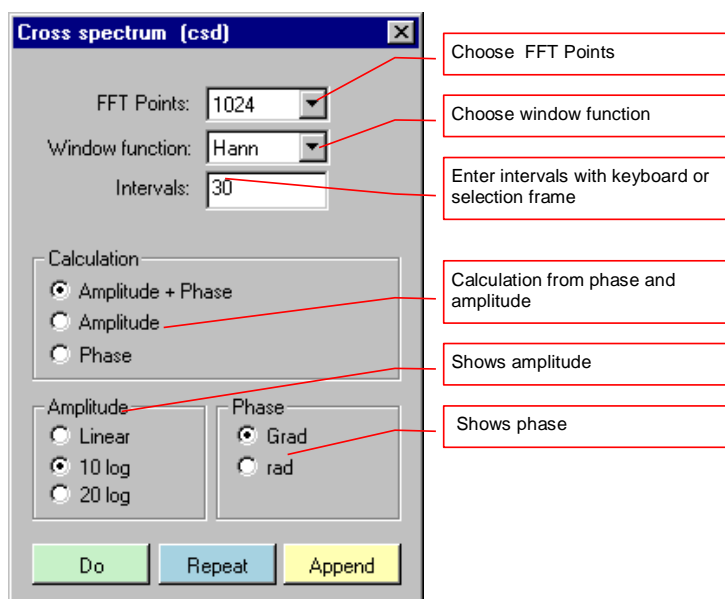 Cross spectrum (csd)
Choose FFT Points
FFT Points: 1024
Choose window function
Window function: Hann
Intervals: 30
Enter intervals with keyboard or
selection frame
Calculation
Amplitude + Phase
Amplitude
Phase
Calculation from phase and
amplitude
Shows amplitude
Amplitude
Linear
10 log
20 log
Phase
Grad
rad
Shows phase
Do
Repeat
Append